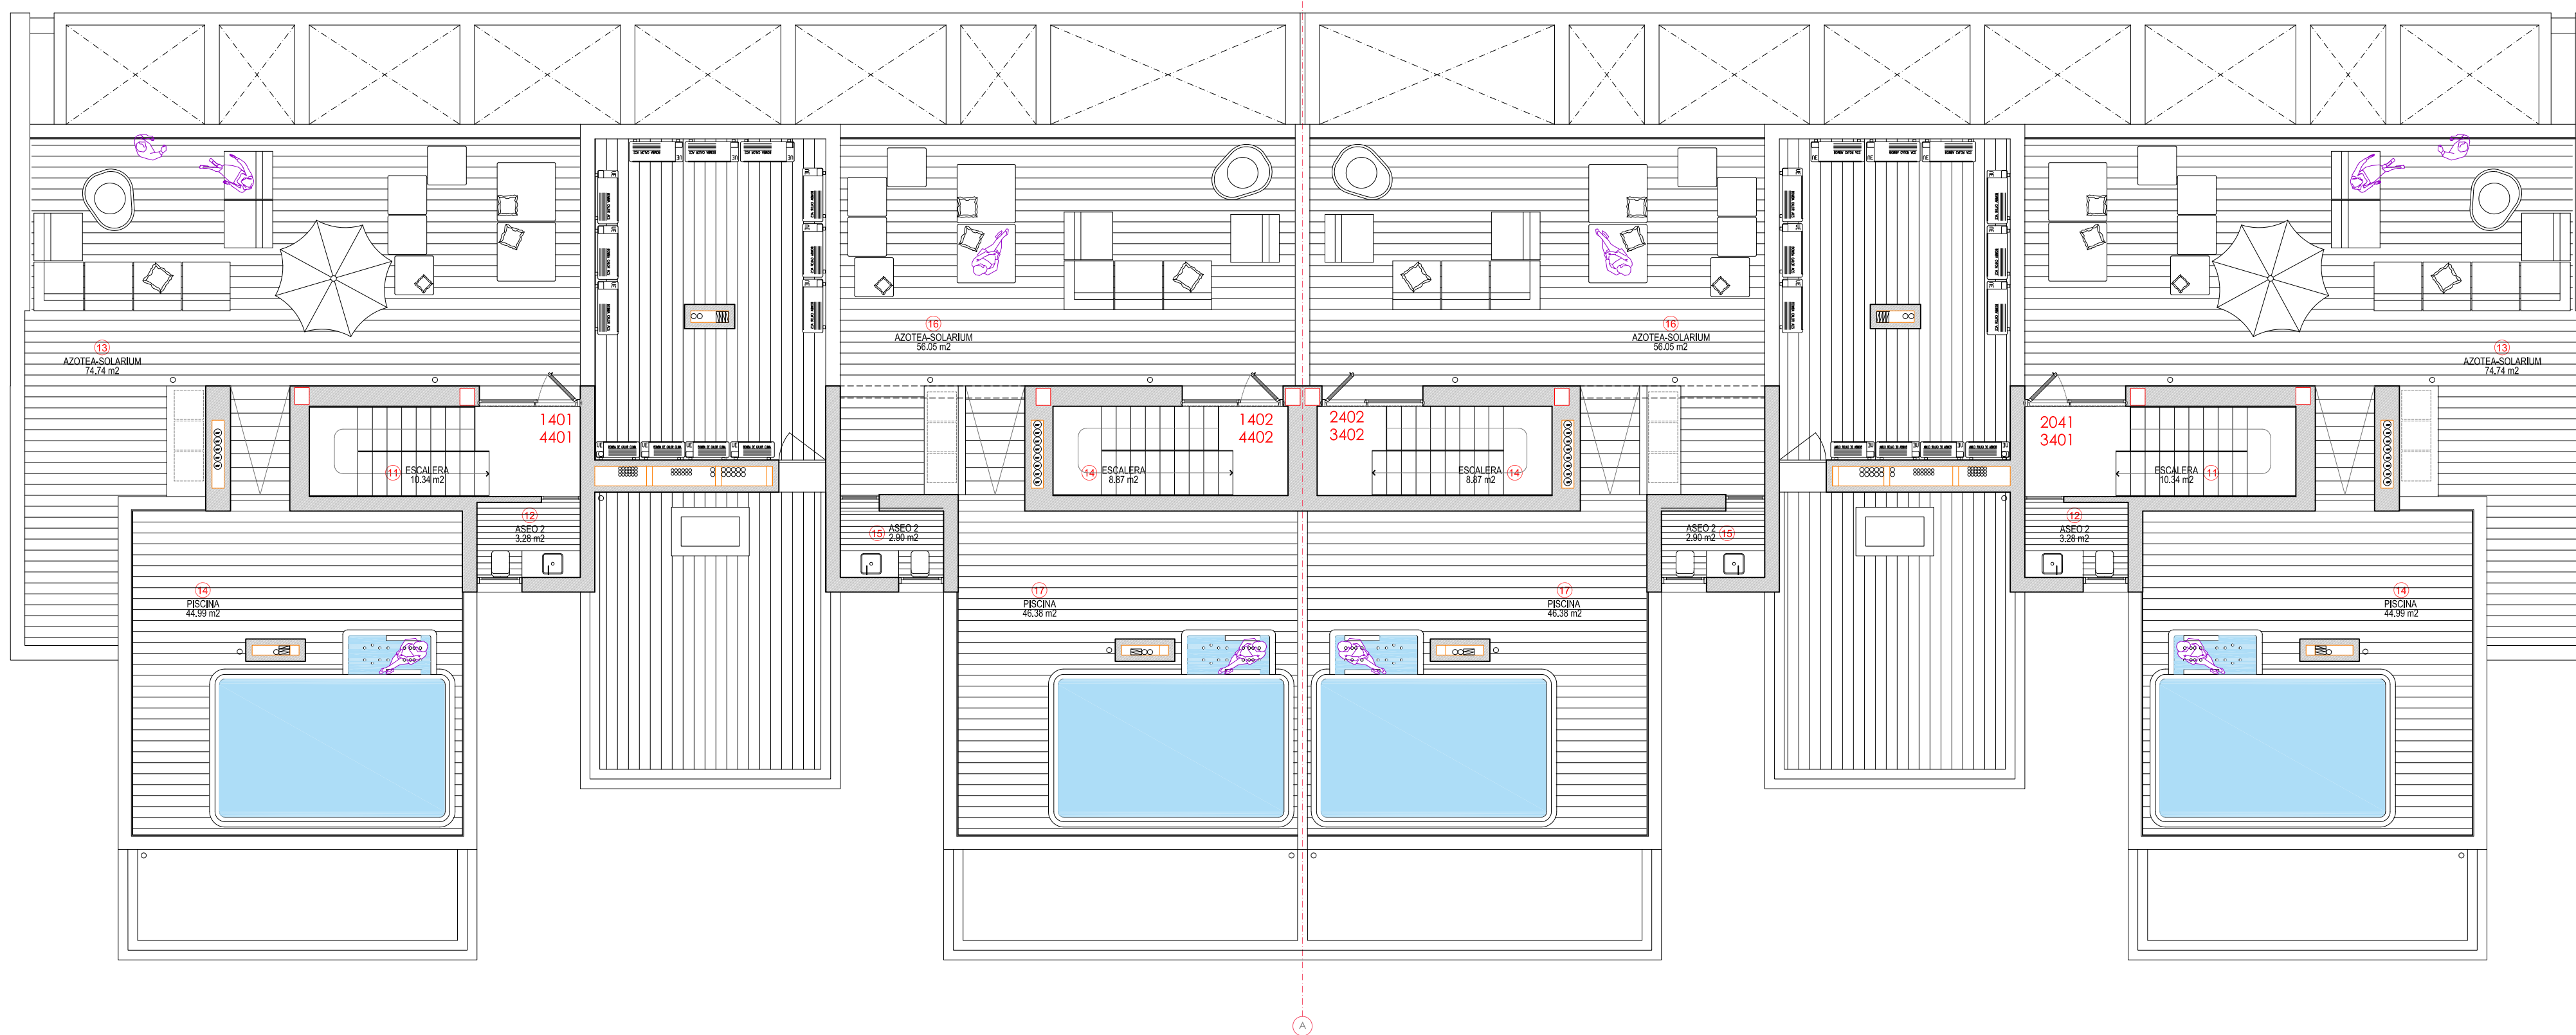 16
AZOTEA-SOLARIUM
56.05 m2
16
AZOTEA-SOLARIUM
56.05 m2
13
AZOTEA-SOLARIUM
74.74 m2
13
AZOTEA-SOLARIUM
74.74 m2
1401
4401
1402
4402
2402
3402
2041
3401
11
ESCALERA
10.34 m2
14
ESCALERA
8.87 m2
ESCALERA
14
8.87 m2
ESCALERA
11
10.34 m2
12
ASEO 2
3.28 m2
15
ASEO 2
2.90 m2
ASEO 2
15
2.90 m2
12
ASEO 2
3.28 m2
14
PISCINA
44.99 m2
17
PISCINA
46.38 m2
17
PISCINA
46.38 m2
14
PISCINA
44.99 m2
A